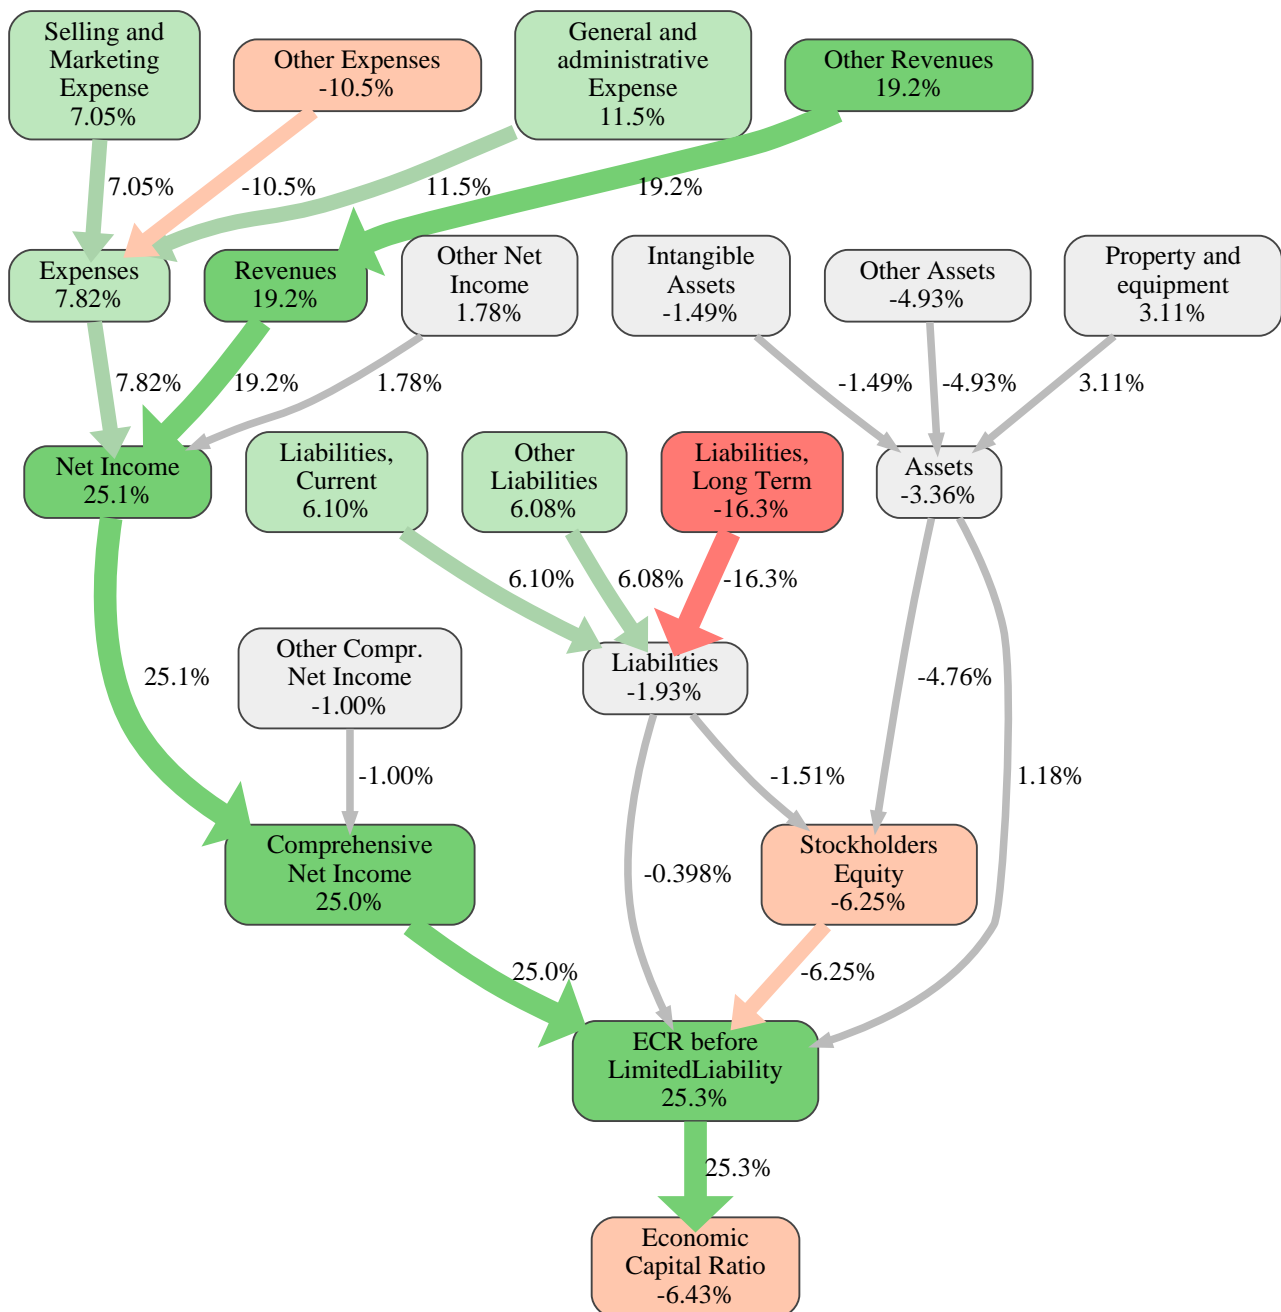 Selling and
Marketing
Expense
7.05%
Other Expenses
-10.5%
General and
administrative
Expense
11.5%
Other Revenues
19.2%
7.05%
-10.5%
11.5%
19.2%
Expenses
7.82%
Revenues
19.2%
Other Net
Income
1.78%
Intangible
Assets
-1.49%
Other Assets
-4.93%
Property and
equipment
3.11%
7.82%
19.2%
1.78%
-1.49%
-4.93%
3.11%
Net Income
25.1%
Liabilities,
Current
6.10%
Other
Liabilities
6.08%
Liabilities,
Long Term
-16.3%
Assets
-3.36%
6.10%
6.08%
-16.3%
25.1%
Other Compr.
Net Income
-1.00%
Liabilities
-1.93%
-4.76%
-1.00%
-1.51%
1.18%
Comprehensive
Net Income
25.0%
-0.398%
Stockholders
Equity
-6.25%
25.0%
-6.25%
ECR before
LimitedLiability
25.3%
25.3%
Economic
Capital Ratio
-6.43%